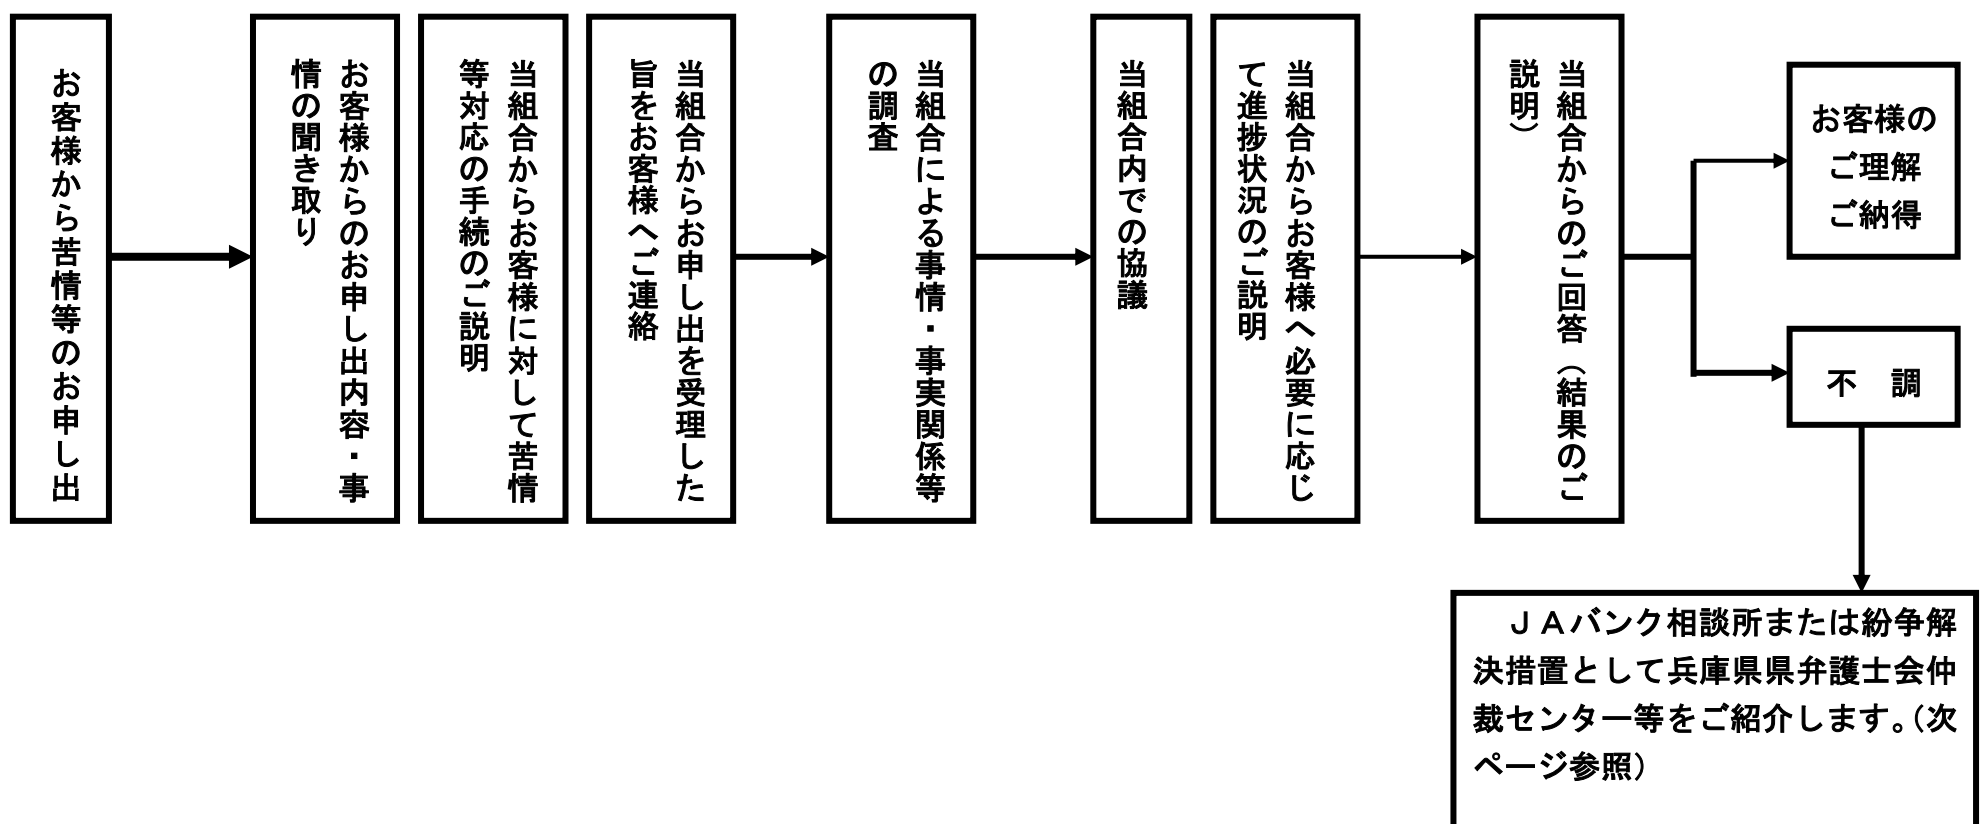 お客様から苦情等のお申し出
お客様からのお申し出内容・事
情の聞き取り
当組合からお客様に対して苦情
等対応の手続のご説明
当組合からお申し出を受理した
旨をお客様へご連絡
当組合による事情・事実関係等
の調査
当組合内での協議
当組合からお客様へ必要に応じ
て進捗状況のご説明
当組合からのご回答（結果のご
説明）
お客様の
ご理解
ご納得
不　調
ＪＡバンク相談所または紛争解
決措置として兵庫県県弁護士会仲
裁センター等をご紹介します。（次
ページ参照）